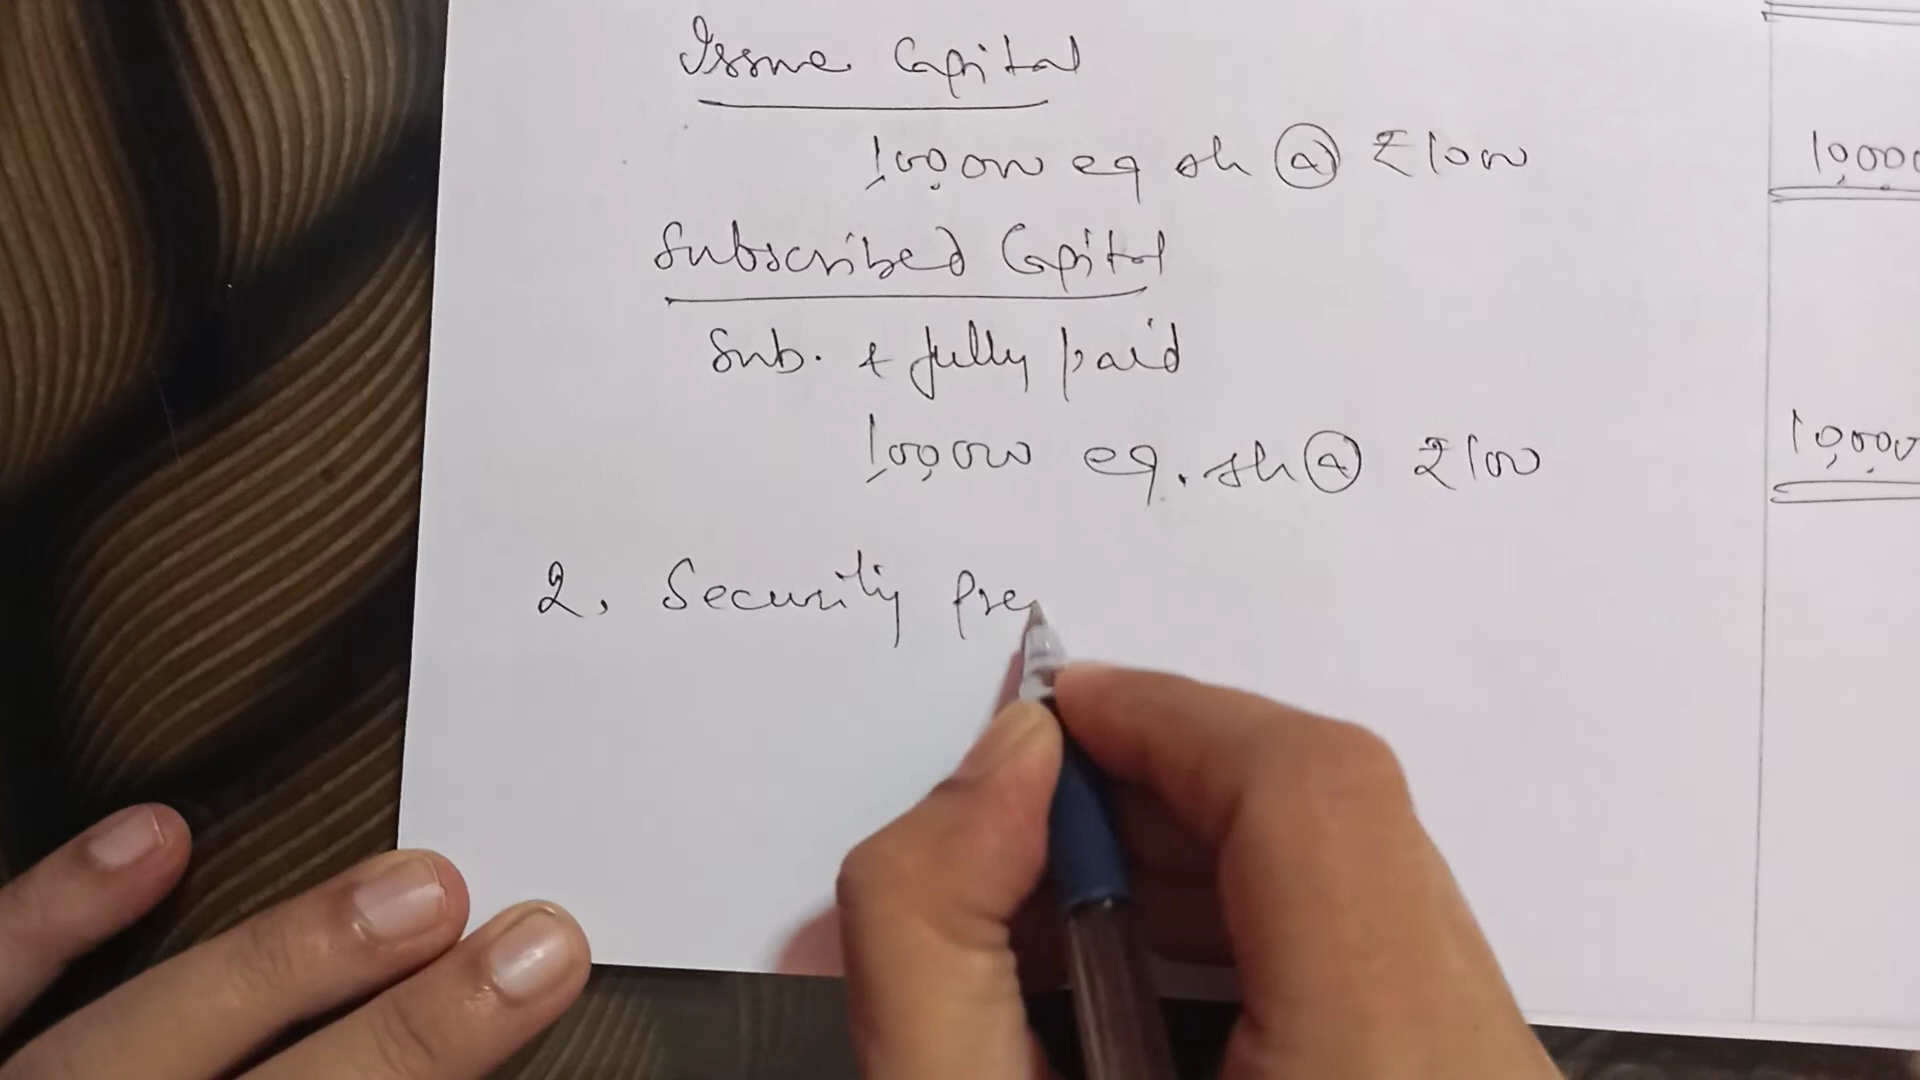 Issue Capital
1,00,000 eq sh @ ₹100 10,000
Subscribed Capital
Sub. & fully paid
1,00,000 eq. sh @ ₹100 10,000
2. Security Pre